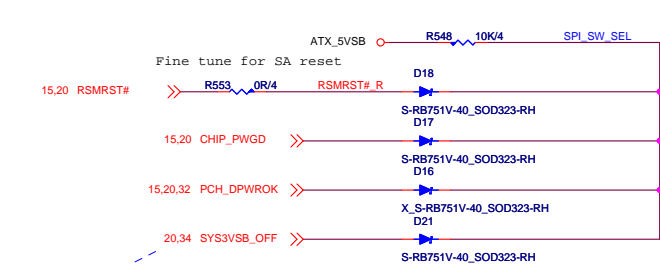 R548 10K/4 SPI_SW_SEL
ATX_5VSB
Fine tune for SA reset
D18
15,20 RSMRST# R553 0R/4 RSMRST#_R
S-RB751V-40_SOD323-RH
D17
15,20 CHIP_PWGD
S-RB751V-40_SOD323-RH
D16
15,20,32 PCH_DPWROK
X_S-RB751V-40_SOD323-RH
D21
20,34 SYS3VSB_OFF
S-RB751V-40_SOD323-RH